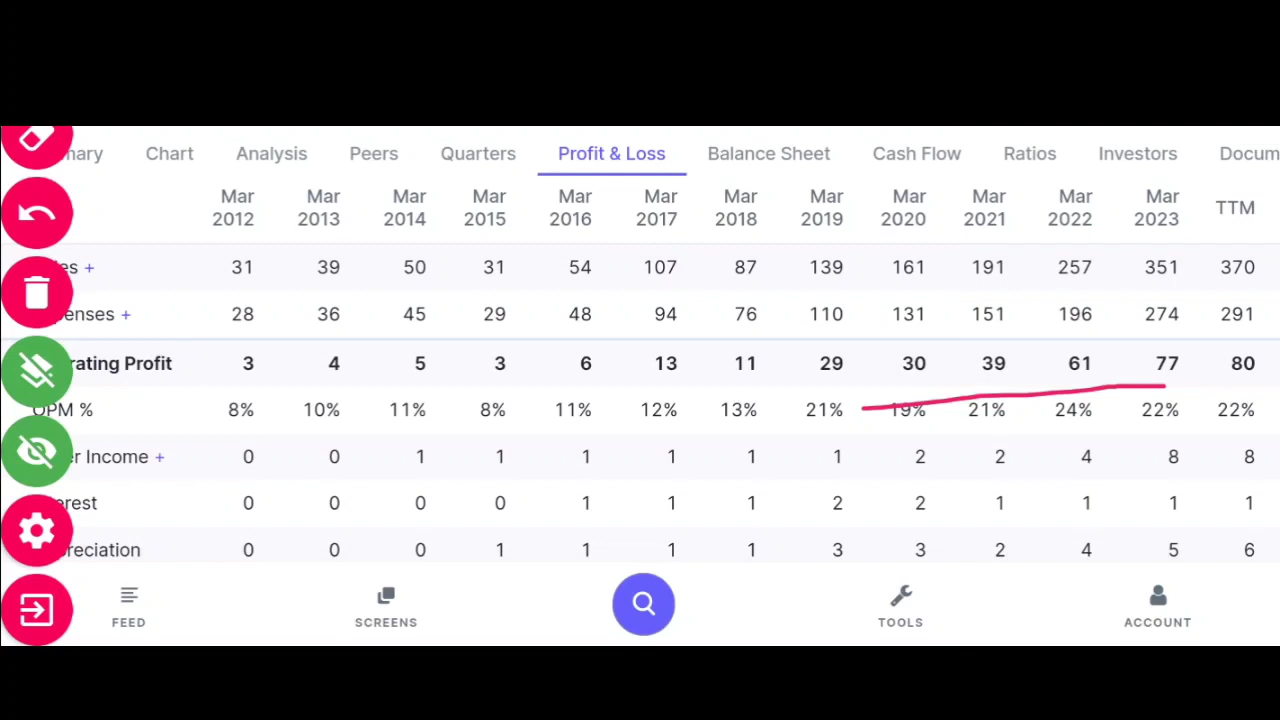 mary Chart Analysis Peers Quarters Profit & Loss Balance Sheet Cash Flow Ratios Investors Docum
Mar 2012 Mar 2013 Mar 2014 Mar 2015 Mar 2016 Mar 2017 Mar 2018 Mar 2019 Mar 2020 Mar 2021 Mar 2022 Mar 2023 TTM
es + 31 39 50 31 54 107 87 139 161 191 257 351 370
enses + 28 36 45 29 48 94 76 110 131 151 196 274 291
rating Profit 3 4 5 3 6 13 11 29 30 39 61 77 80
OPM % 8% 10% 11% 8% 11% 12% 13% 21% 19% 21% 24% 22% 22%
er Income + 0 0 1 1 1 1 1 1 2 2 4 8 8
erest 0 0 0 0 1 1 1 2 2 1 1 1 1
reciation 0 0 0 1 1 1 1 3 3 2 4 5 6
FEED SCREENS TOOLS ACCOUNT